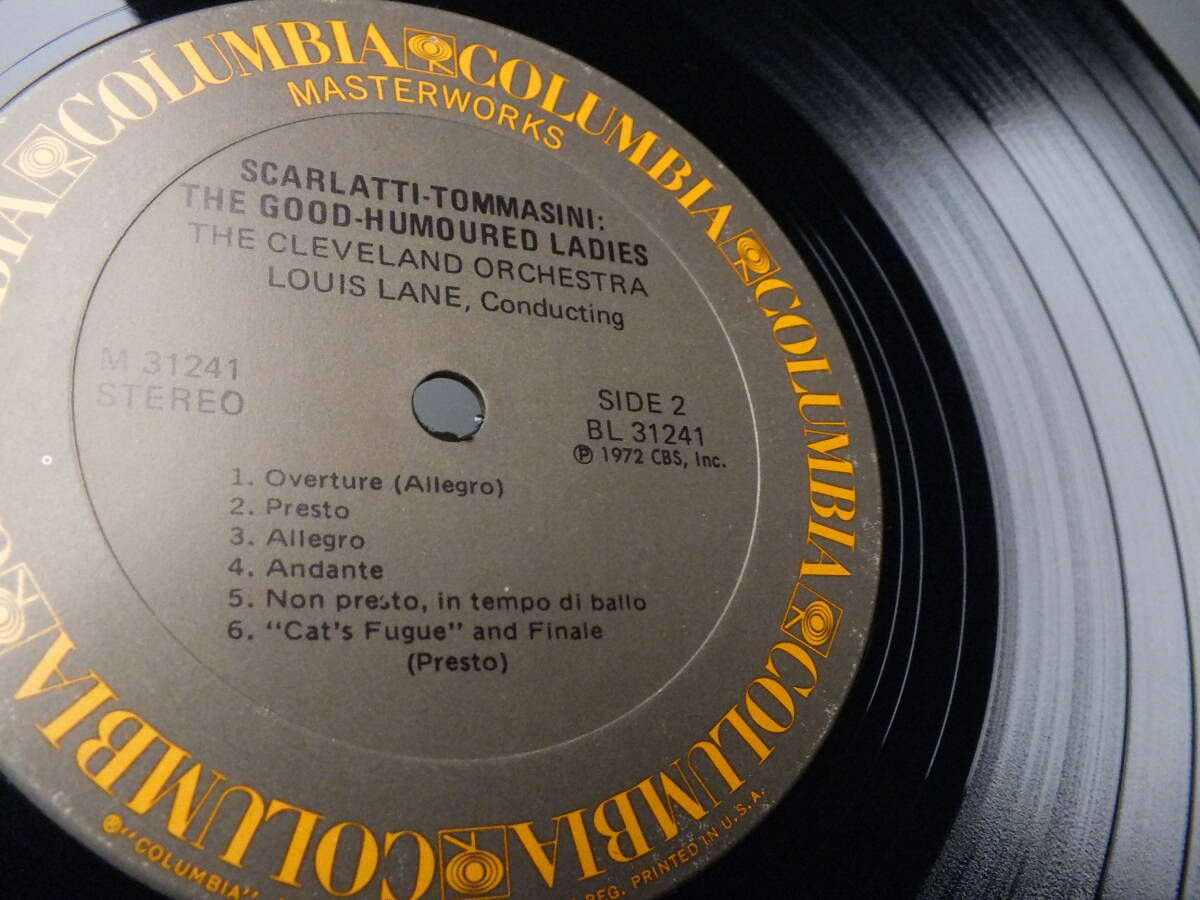 COLUMBIA COLUMBIA COLUMBIA COLUMBIA COLUMBIA COLUMBIA COLUMBIA COLUMBIA
MASTERWORKS
SCARLATTI-TOMMASINI:
THE GOOD-HUMOURED LADIES
THE CLEVELAND ORCHESTRA
LOUIS LANE, Conducting
M 31241
STEREO
SIDE 2
BL 31241
Ⓟ 1972 CBS, Inc.
1. Overture (Allegro)
2. Presto
3. Allegro
4. Andante
5. Non presto, in tempo di ballo
6. "Cat's Fugue" and Finale
(Presto)
®"COLUMBIA"
REG. PRINTED IN U.S.A.